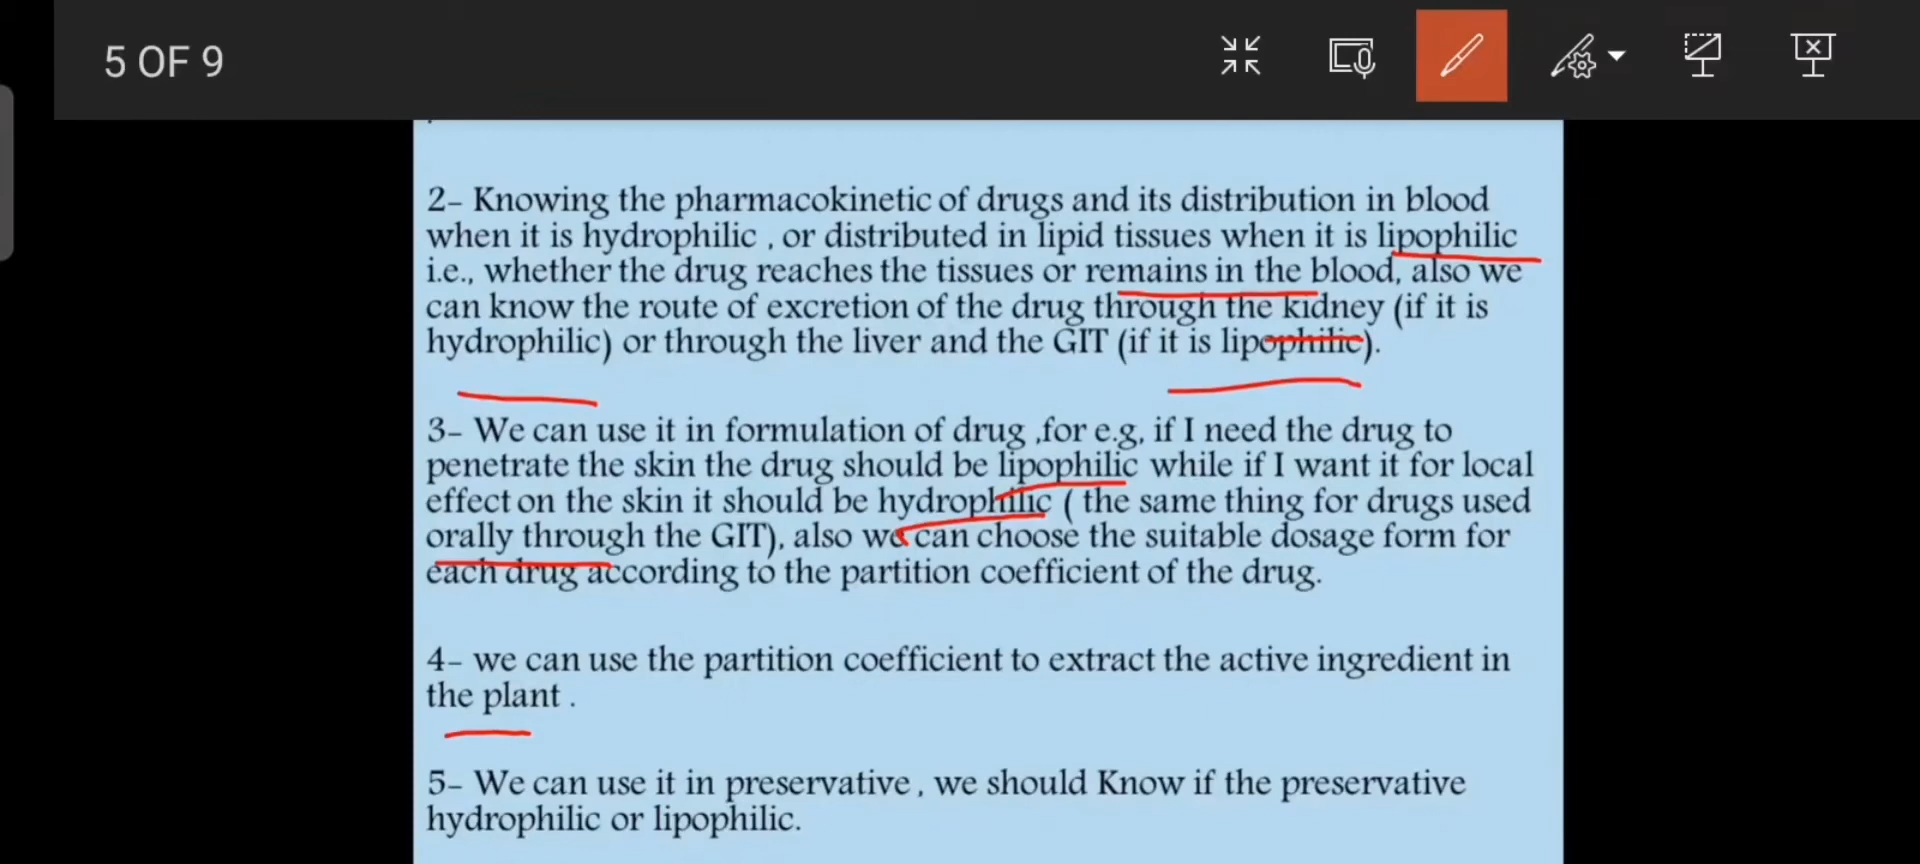 5 OF 9
2- Knowing the pharmacokinetic of drugs and its distribution in blood
when it is hydrophilic , or distributed in lipid tissues when it is lipophilic
i.e., whether the drug reaches the tissues or remains in the blood, also we
can know the route of excretion of the drug through the kidney (if it is
hydrophilic) or through the liver and the GIT (if it is lipophilic).
3- We can use it in formulation of drug ,for e.g, if I need the drug to
penetrate the skin the drug should be lipophilic while if I want it for local
effect on the skin it should be hydrophilic ( the same thing for drugs used
orally through the GIT), also we can choose the suitable dosage form for
each drug according to the partition coefficient of the drug.
4- we can use the partition coefficient to extract the active ingredient in
the plant .
5- We can use it in preservative , we should Know if the preservative
hydrophilic or lipophilic.